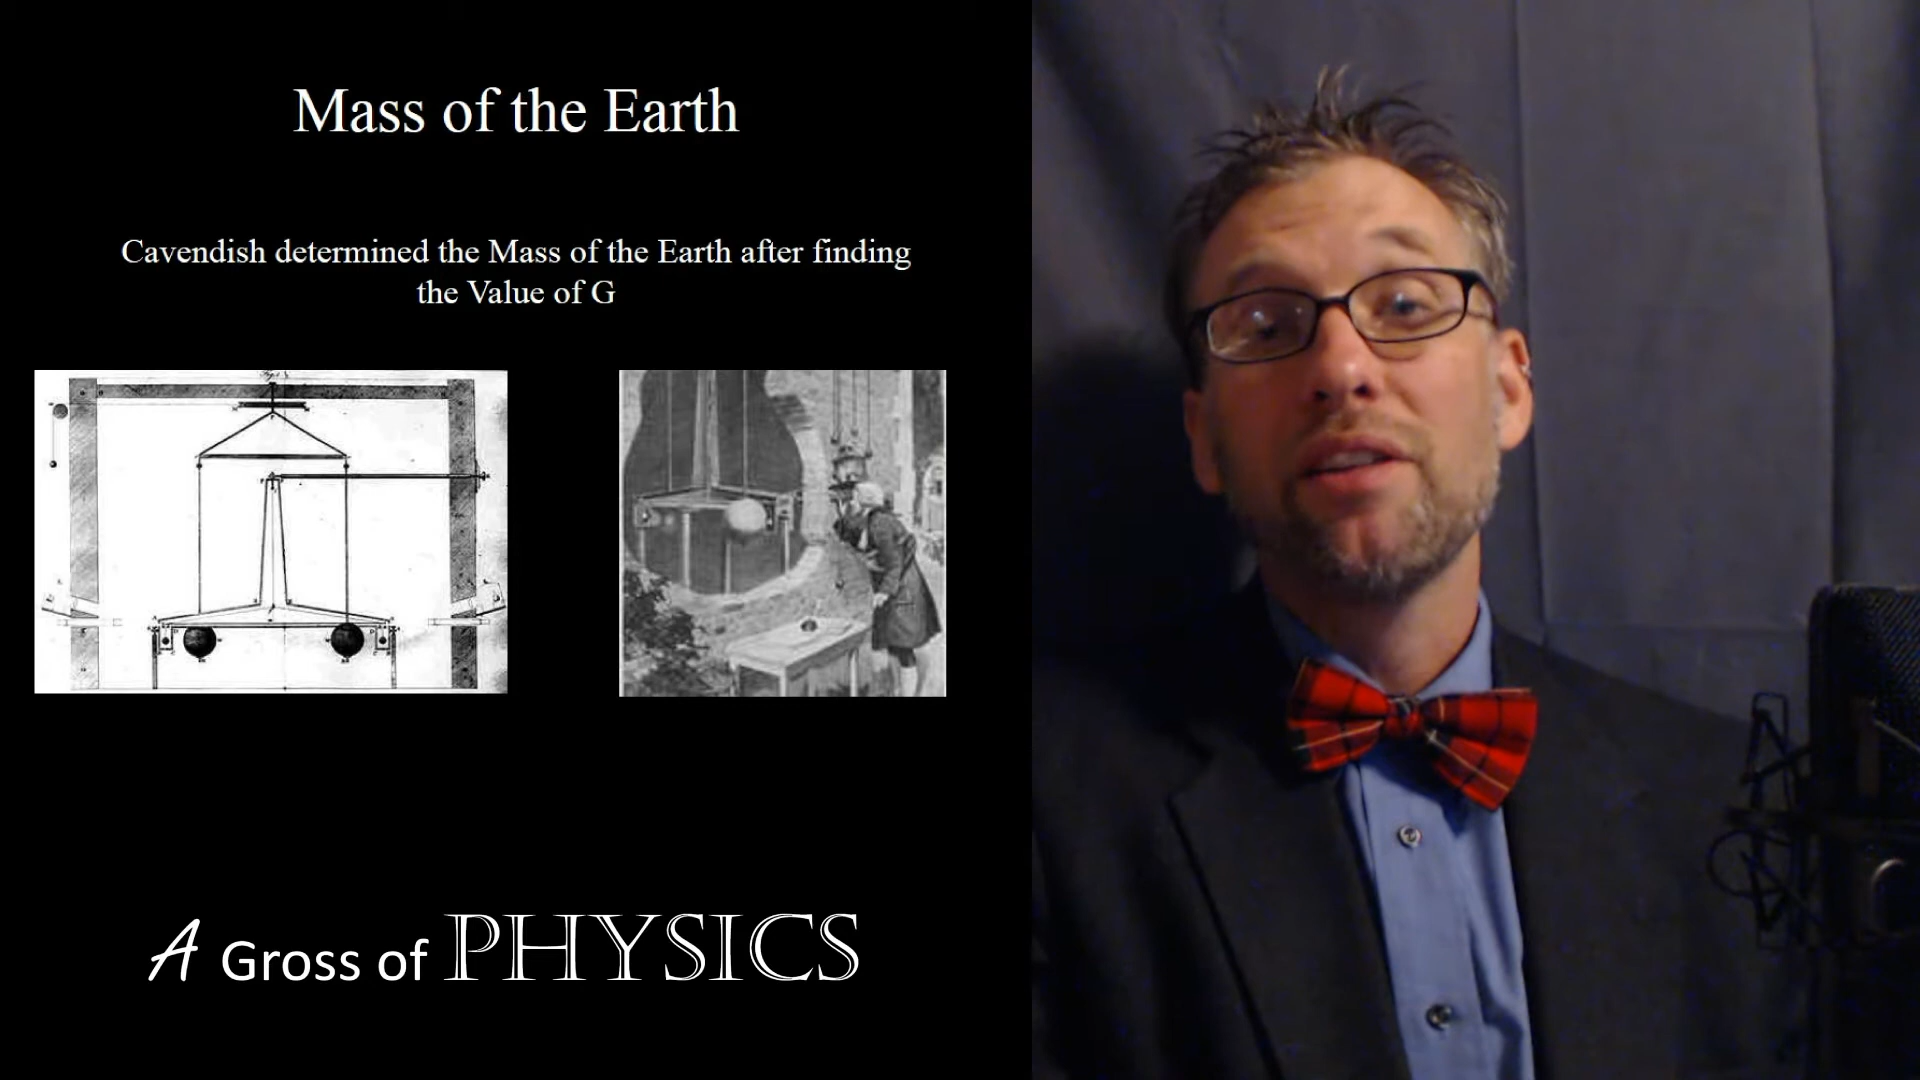 Mass of the Earth
Cavendish determined the Mass of the Earth after finding
the Value of G
A Gross of PHYSICS